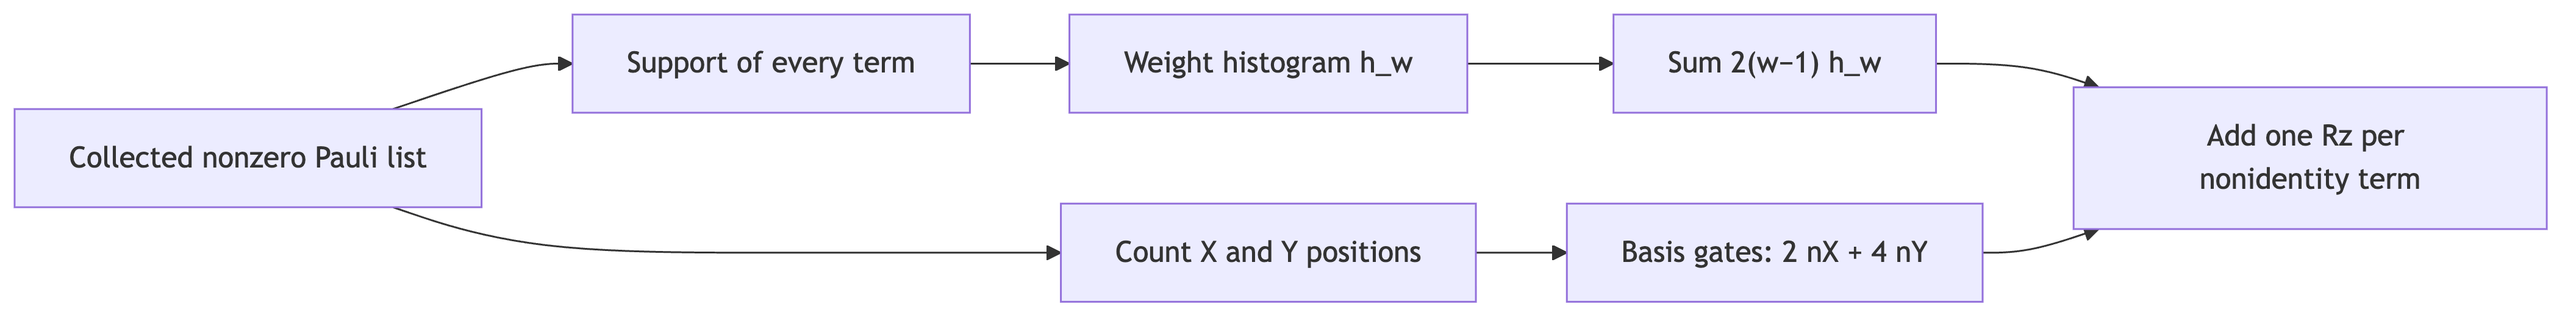 Collected nonzero Pauli list
Support of every term
Weight histogram h_w
Sum 2(w−1) h_w
Count X and Y positions
Basis gates: 2 nX + 4 nY
Add one Rz per
nonidentity term